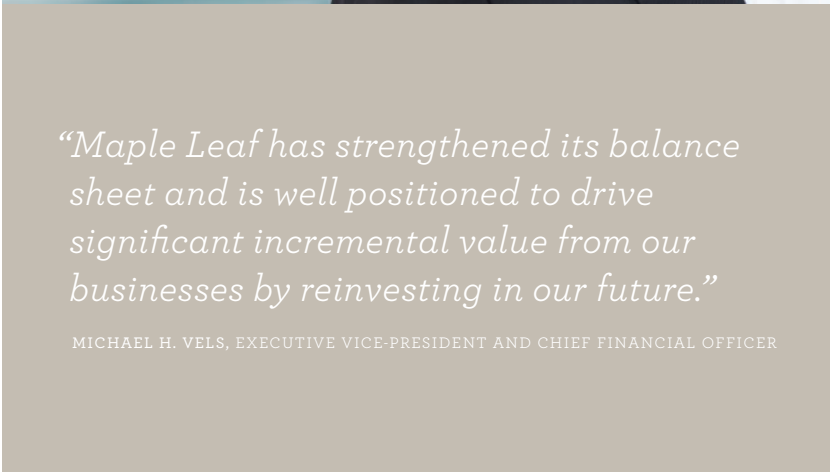 “Maple Leaf has strengthened its balance
sheet and is well positioned to drive
significant incremental value from our
businesses by reinvesting in our future.”
MICHAEL H. VELS, EXECUTIVE VICE-PRESIDENT AND CHIEF FINANCIAL OFFICER